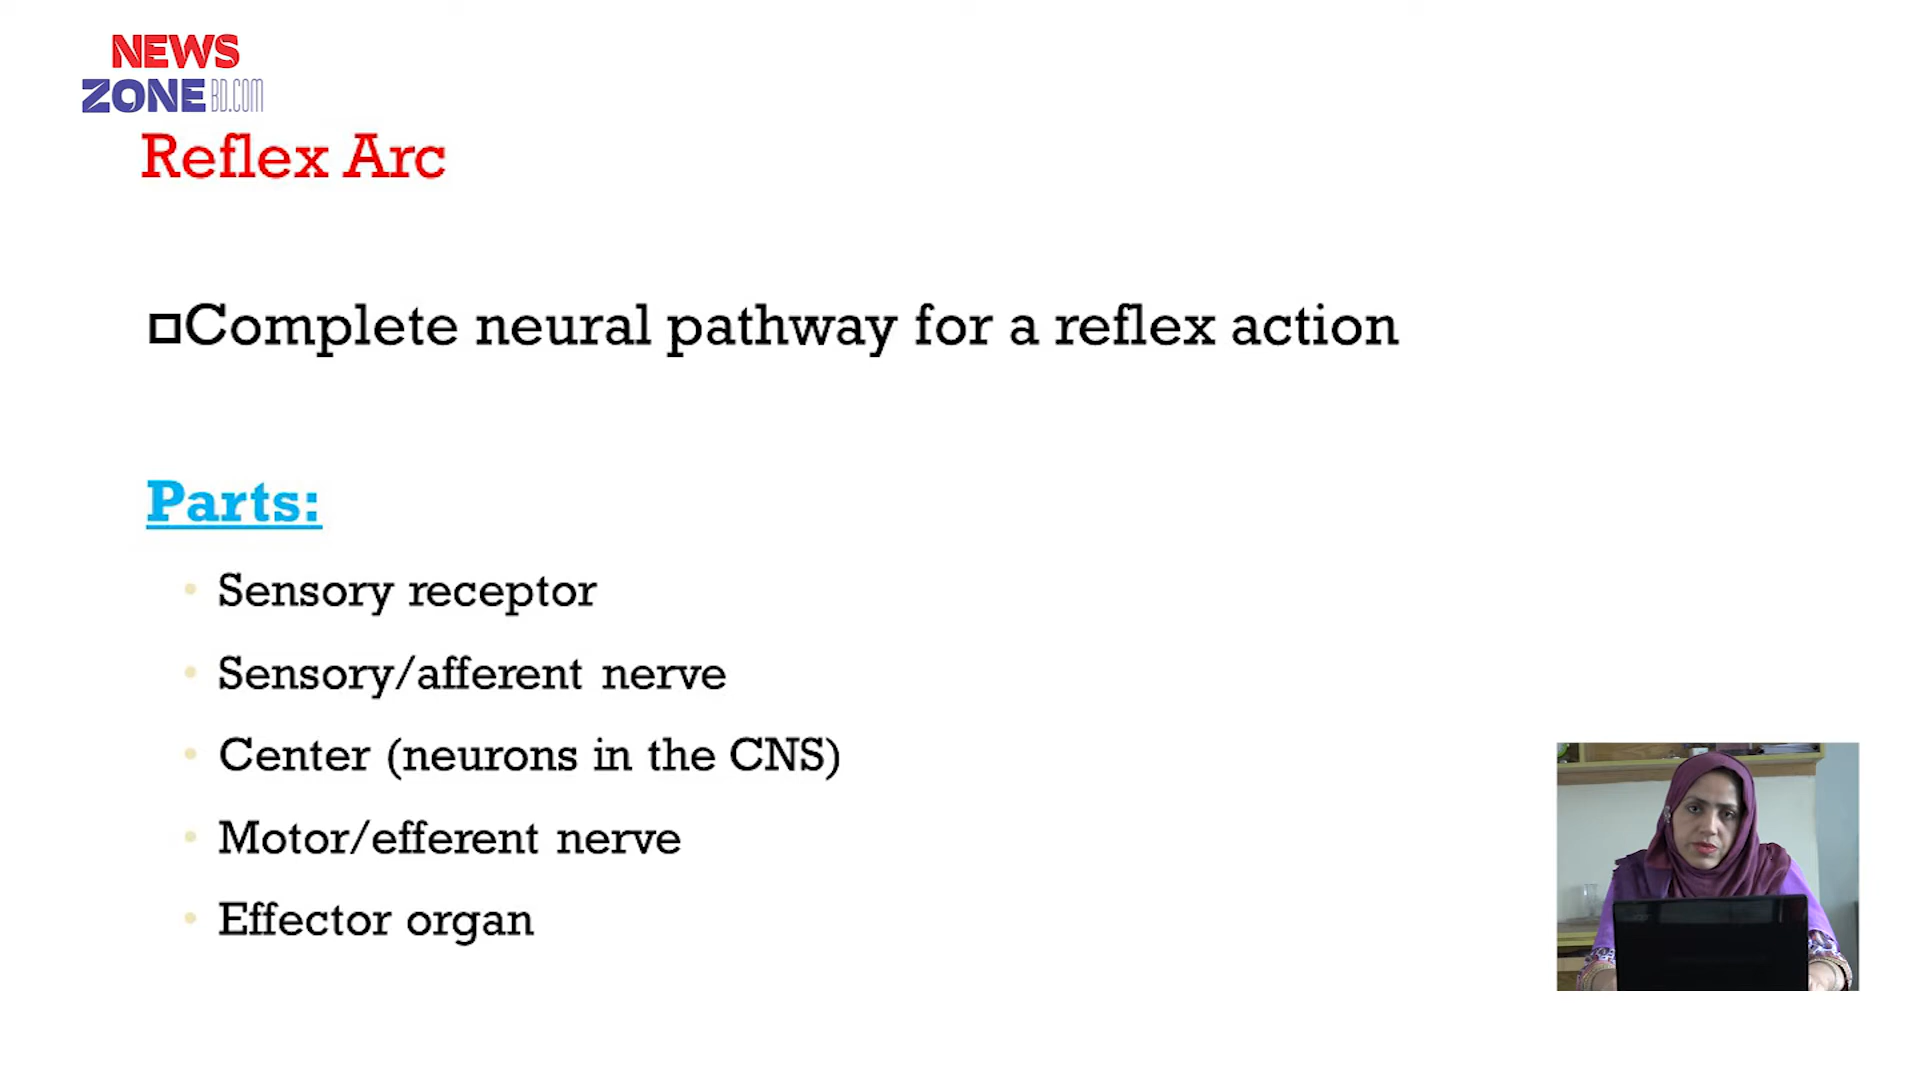 NEWS
ZONE BD.COM
Reflex Arc
Complete neural pathway for a reflex action
Parts:
• Sensory receptor
• Sensory/afferent nerve
• Center (neurons in the CNS)
• Motor/efferent nerve
• Effector organ